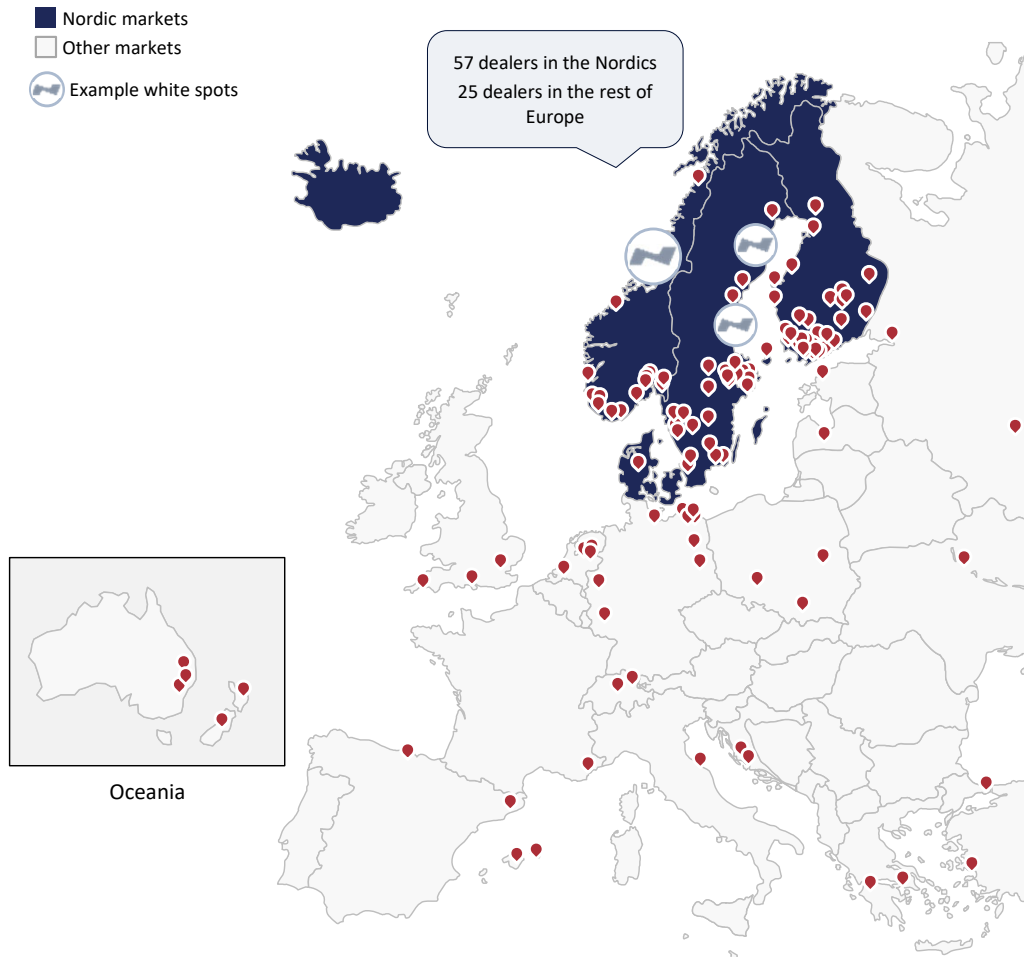 Nordic markets
Other markets
Example white spots
57 dealers in the Nordics
25 dealers in the rest of
Europe
Oceania